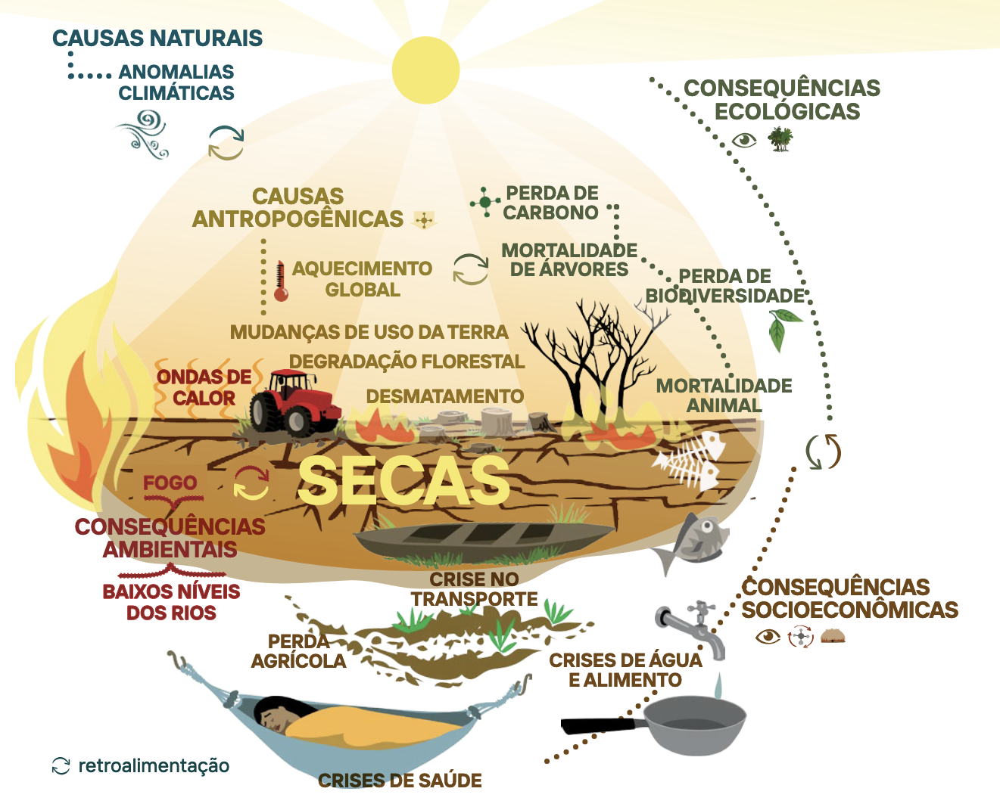 CAUSAS NATURAIS
ANOMALIAS
CLIMÁTICAS
CONSEQUÊNCIAS
ECOLÓGICAS
CAUSAS
ANTROPOGÊNICAS
PERDA DE
CARBONO
MORTALIDADE
DE ÁRVORES
AQUECIMENTO
GLOBAL
PERDA DE
BIODIVERSIDADE
MUDANÇAS DE USO DA TERRA
DEGRADAÇÃO FLORESTAL
DESMATAMENTO
ONDAS DE
CALOR
MORTALIDADE
ANIMAL
SECAS
FOGO
CONSEQUÊNCIAS
AMBIENTAIS
BAIXOS NÍVEIS
DOS RIOS
CRISE NO
TRANSPORTE
CONSEQUÊNCIAS
SOCIOECONÔMICAS
PERDA
AGRÍCOLA
CRISES DE ÁGUA
E ALIMENTO
retroalimentação
CRISES DE SAÚDE